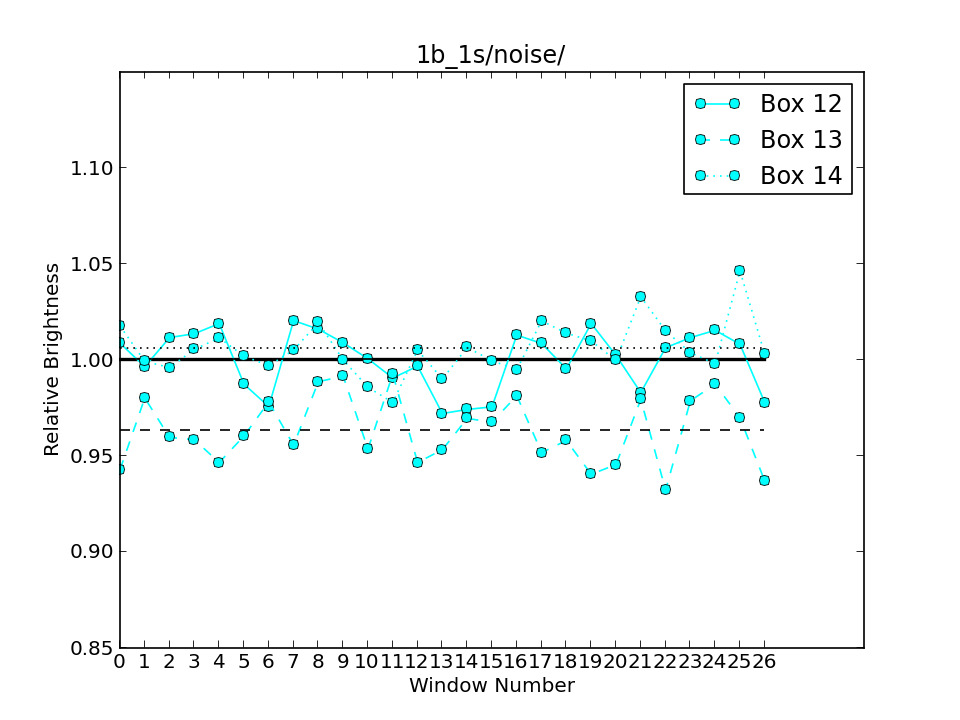 1b_1s/noise/
Box 12
Box 13
Box 14
1.10
1.05
1.00
0.95
0.90
0.85
Relative Brightness
0 1 2 3 4 5 6 7 8 9 10 11 12 13 14 15 16 17 18 19 20 21 22 23 24 25 26
Window Number